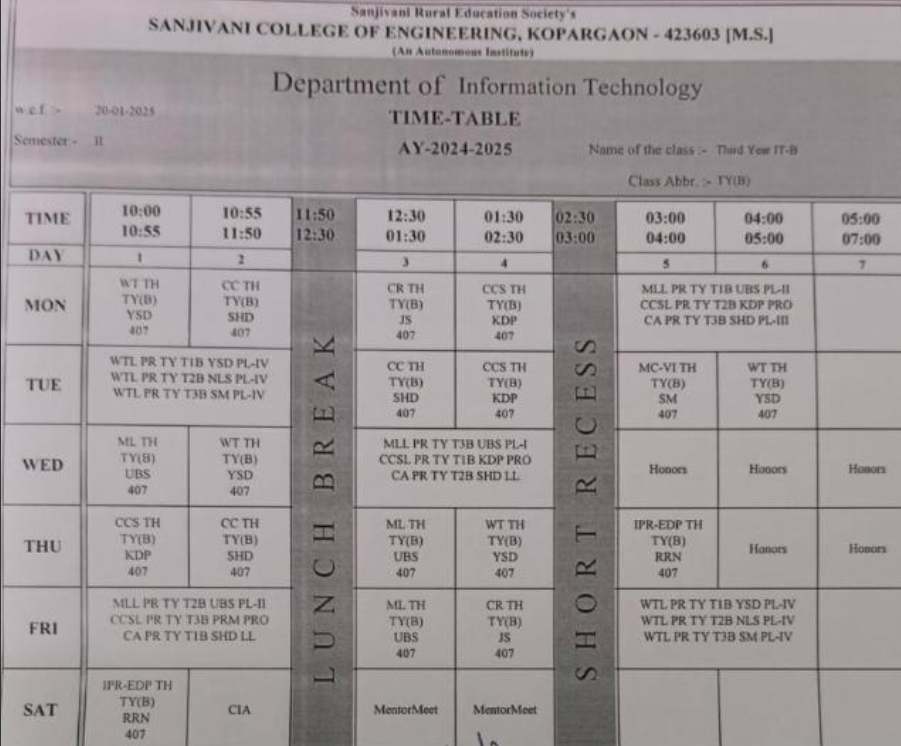 Sanjivani Rural Education Society's
SANJIVANI COLLEGE OF ENGINEERING, KOPARGAON - 423603 [M.S.]
(An Autonomous Institute)
Department of Information Technology
w.e.f. :- 20-01-2025
TIME-TABLE
Semester:- II
AY-2024-2025
Name of the class :- Third Year IT-B
Class Abbr. :- TY(B)
TIME
10:00
10:55
10:55
11:50
11:50
12:30
12:30
01:30
01:30
02:30
02:30
03:00
03:00
04:00
04:00
05:00
05:00
07:00
DAY
1
2
3
4
5
6
7
LUNCH BREAK
SHORT RECESS
MON
WT TH
TY(B)
YSD
407
CC TH
TY(B)
SHD
407
CR TH
TY(B)
JS
407
CCS TH
TY(B)
KDP
407
MLL PR TY T1B UBS PL-II
CCSL PR TY T2B KDP PRO
CA PR TY T3B SHD PL-III
TUE
WTL PR TY T1B YSD PL-IV
WTL PR TY T2B NLS PL-IV
WTL PR TY T3B SM PL-IV
CC TH
TY(B)
SHD
407
CCS TH
TY(B)
KDP
407
MC-VI TH
TY(B)
SM
407
WT TH
TY(B)
YSD
407
WED
ML TH
TY(B)
UBS
407
WT TH
TY(B)
YSD
407
MLL PR TY T3B UBS PL-I
CCSL PR TY T1B KDP PRO
CA PR TY T2B SHD LL
Honors
Honors
Honors
THU
CCS TH
TY(B)
KDP
407
CC TH
TY(B)
SHD
407
ML TH
TY(B)
UBS
407
WT TH
TY(B)
YSD
407
IPR-EDP TH
TY(B)
RRN
407
Honors
Honors
FRI
MLL PR TY T2B UBS PL-II
CCSL PR TY T3B PRM PRO
CA PR TY T1B SHD LL
ML TH
TY(B)
UBS
407
CR TH
TY(B)
JS
407
WTL PR TY T1B YSD PL-IV
WTL PR TY T2B NLS PL-IV
WTL PR TY T3B SM PL-IV
SAT
IPR-EDP TH
TY(B)
RRN
407
CIA
MentorMeet
MentorMeet